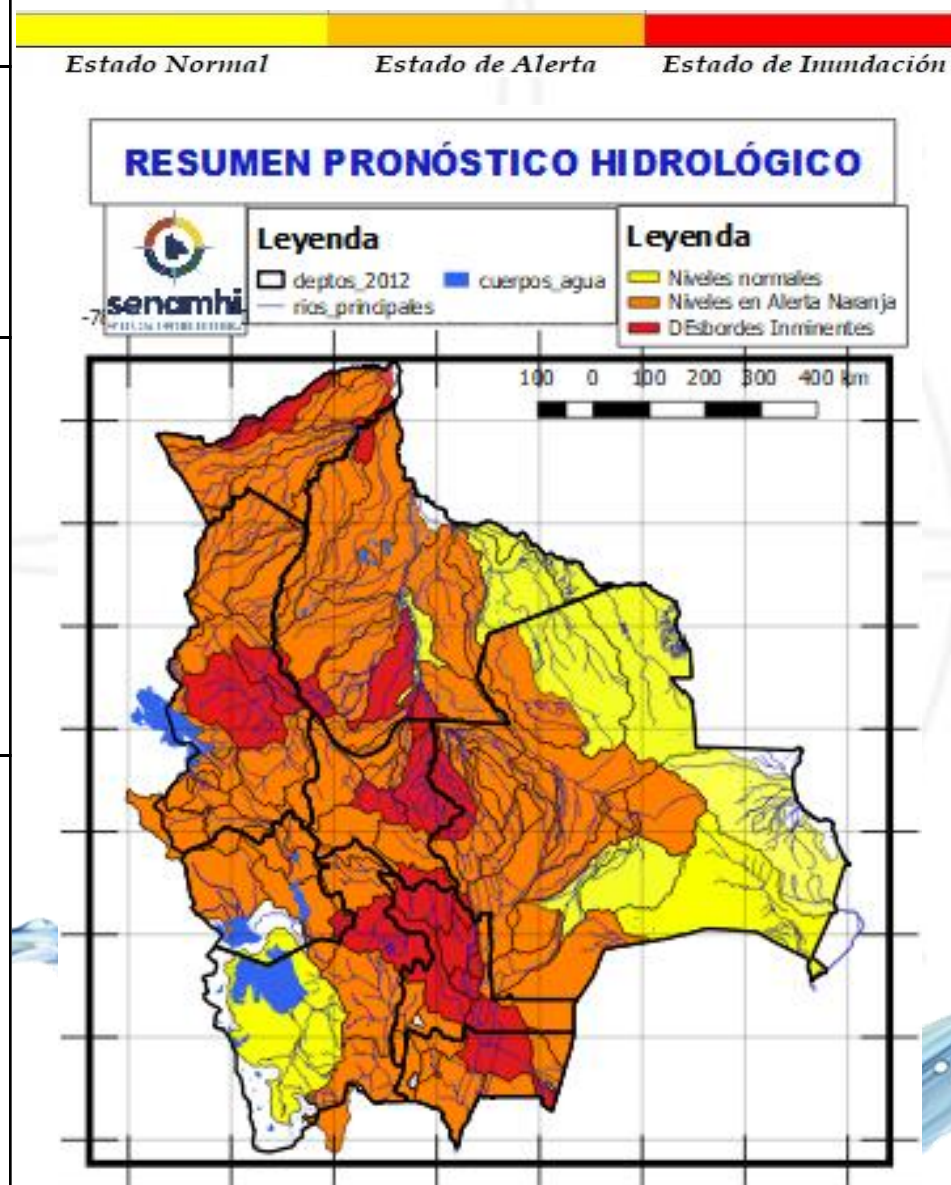 Estado Normal Estado de Alerta Estado de Inundación
RESUMEN PRONÓSTICO HIDROLÓGICO
senamhi
Leyenda
deptos_2012 cuerpos_agua
rios_principales
Leyenda
Niveles normales
Niveles en Alerta Naranja
DEsbordes Inminentes
100 0 100 200 300 400 km